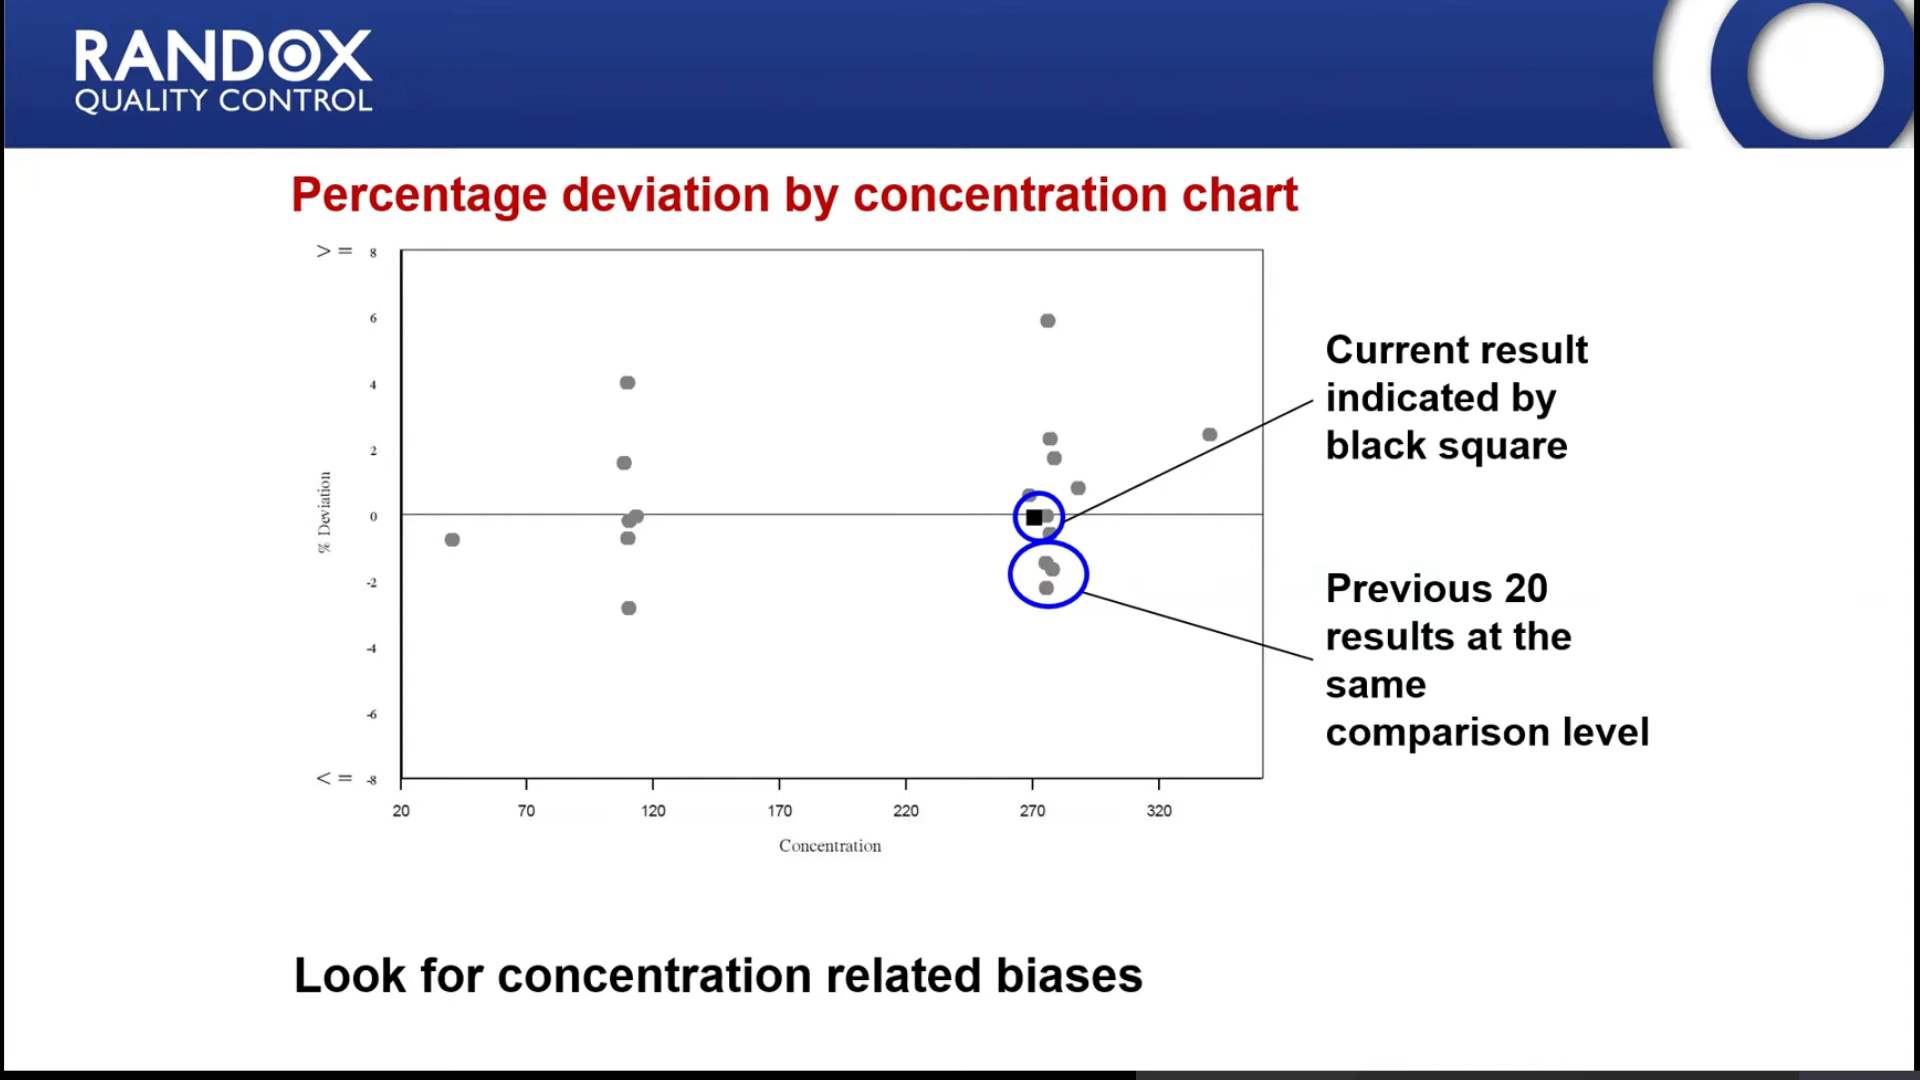 RANDOX
QUALITY CONTROL
Percentage deviation by concentration chart
> = 8
6
4
2
0
-2
-4
-6
< = -8
% Deviation
20 70 120 170 220 270 320
Concentration
Current result
indicated by
black square
Previous 20
results at the
same
comparison level
Look for concentration related biases